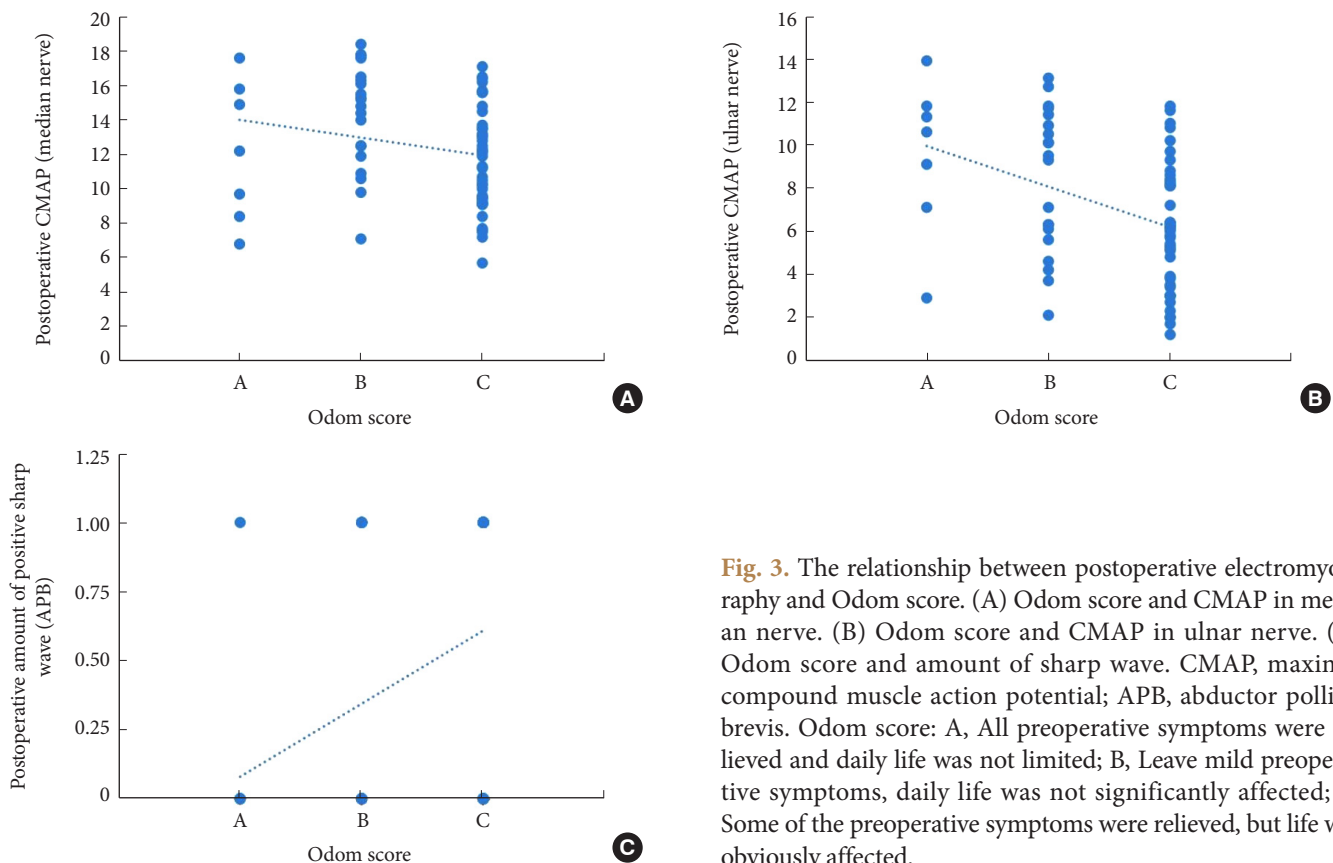 20
18
16
14
12
10
8
6
4
2
0
Postoperative CMAP (median nerve)
A B C
Odom score
A
16
14
12
10
8
6
4
2
0
Postoperative CMAP (ulnar nerve)
A B C
Odom score
B
1.25
1.00
0.75
0.50
0.25
0
Postoperative amount of positive sharp
wave (APB)
A B C
Odom score
C
Fig. 3. The relationship between postoperative electromyo
raphy and Odom score. (A) Odom score and CMAP in me
an nerve. (B) Odom score and CMAP in ulnar nerve. (
Odom score and amount of sharp wave. CMAP, maxin
compound muscle action potential; APB, abductor polli
brevis. Odom score: A, All preoperative symptoms were
lieved and daily life was not limited; B, Leave mild preope
tive symptoms, daily life was not significantly affected;
Some of the preoperative symptoms were relieved, but life w
obviously affected.